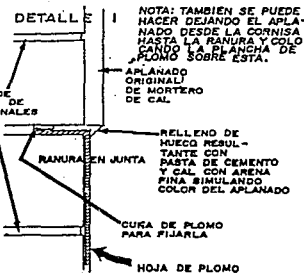 DETALLE I
NOTA: TAMBIÉN SE PUEDE
HACER DEJANDO EL APLA-
NADO DESDE LA CORNISA
HASTA LA RANURA Y COLO
CANDO LA PLANCHA DE
PLOMO SOBRE ESTA.
APLANADO
ORIGINAL
DE MORTERO
DE CAL
DE
NALES
RELLENO DE
HUECO RESUL-
TANTE CON
PASTA DE CEMENTO
Y CAL CON ARENA
FINA SIMULANDO
COLOR DEL APLANADO
RANURA EN JUNTA
CUÑA DE PLOMO
PARA FIJARLA
HOJA DE PLOMO